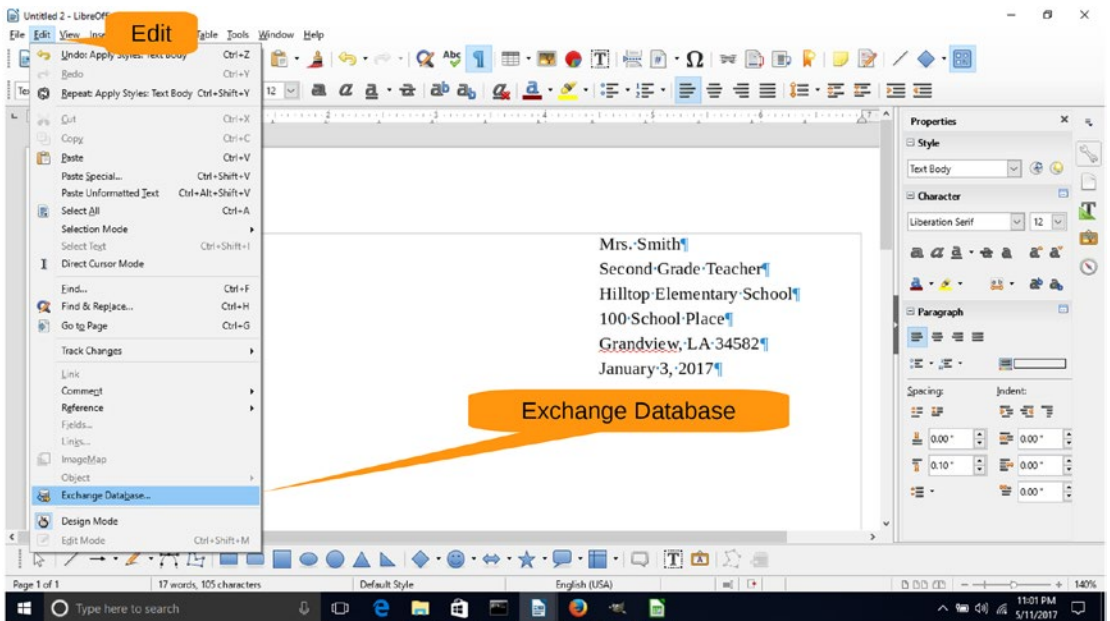 Untitled 2 - LibreOff
File Edit View Inse Table Tools Window Help
Edit
Undo: Apply Styles: Text Body Ctrl+Z
Redo Ctrl+Y
Repeat: Apply Styles: Text Body Ctrl+Shift+Y
Cut Ctrl+X
Copy Ctrl+C
Paste Ctrl+V
Paste Special... Ctrl+Shift+V
Paste Unformatted Text Ctrl+Alt+Shift+V
Select All Ctrl+A
Selection Mode
Select Text Ctrl+Shift+I
Direct Cursor Mode
Find... Ctrl+F
Find & Replace... Ctrl+H
Go to Page Ctrl+G
Track Changes
Link
Comment
Reference
Fields...
Links...
ImageMap
Object
Exchange Database...
Design Mode
Edit Mode Ctrl+Shift+M
12
Mrs. Smith¶
Second Grade Teacher¶
Hilltop Elementary School¶
100 School Place¶
Grandview, LA 34582¶
January 3, 2017¶
Exchange Database
Properties
Style
Text Body
Character
Liberation Serif 12
Paragraph
Spacing: Indent:
0.00 " 0.00 "
0.10 " 0.00 "
0.00 "
Page 1 of 1 17 words, 105 characters Default Style English (USA) 140%
Type here to search 11:01 PM
5/11/2017